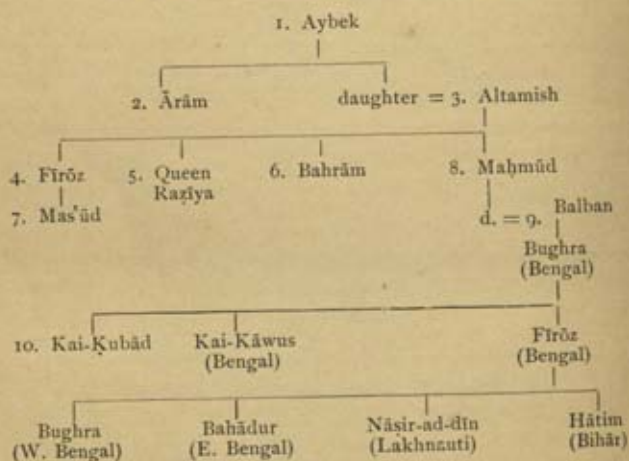 1. Aybek
2. Ārām daughter = 3. Altamish
4. Fīrōz 5. Queen Raẓīya 6. Bahrām 8. Maḥmūd
7. Mas'ūd d. = 9. Balban
Bughra
(Bengal)
10. Kai-Ḳubād Kai-Kāwus Fīrōz
(Bengal) (Bengal)
Bughra Bahādur Nāṣir-ad-dīn Hātim
(W. Bengal) (E. Bengal) (Lakhnauti) (Bihār)